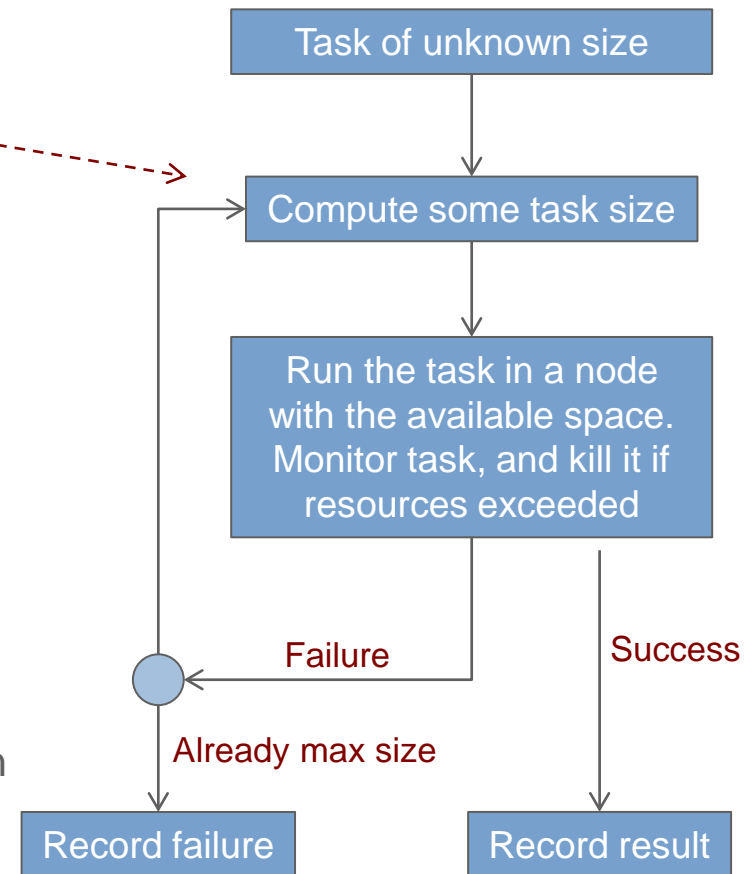 Task of unknown size
Compute some task size
Run the task in a node
with the available space.
Monitor task, and kill it if
resources exceeded
Failure
Success
Already max size
Record failure
Record result